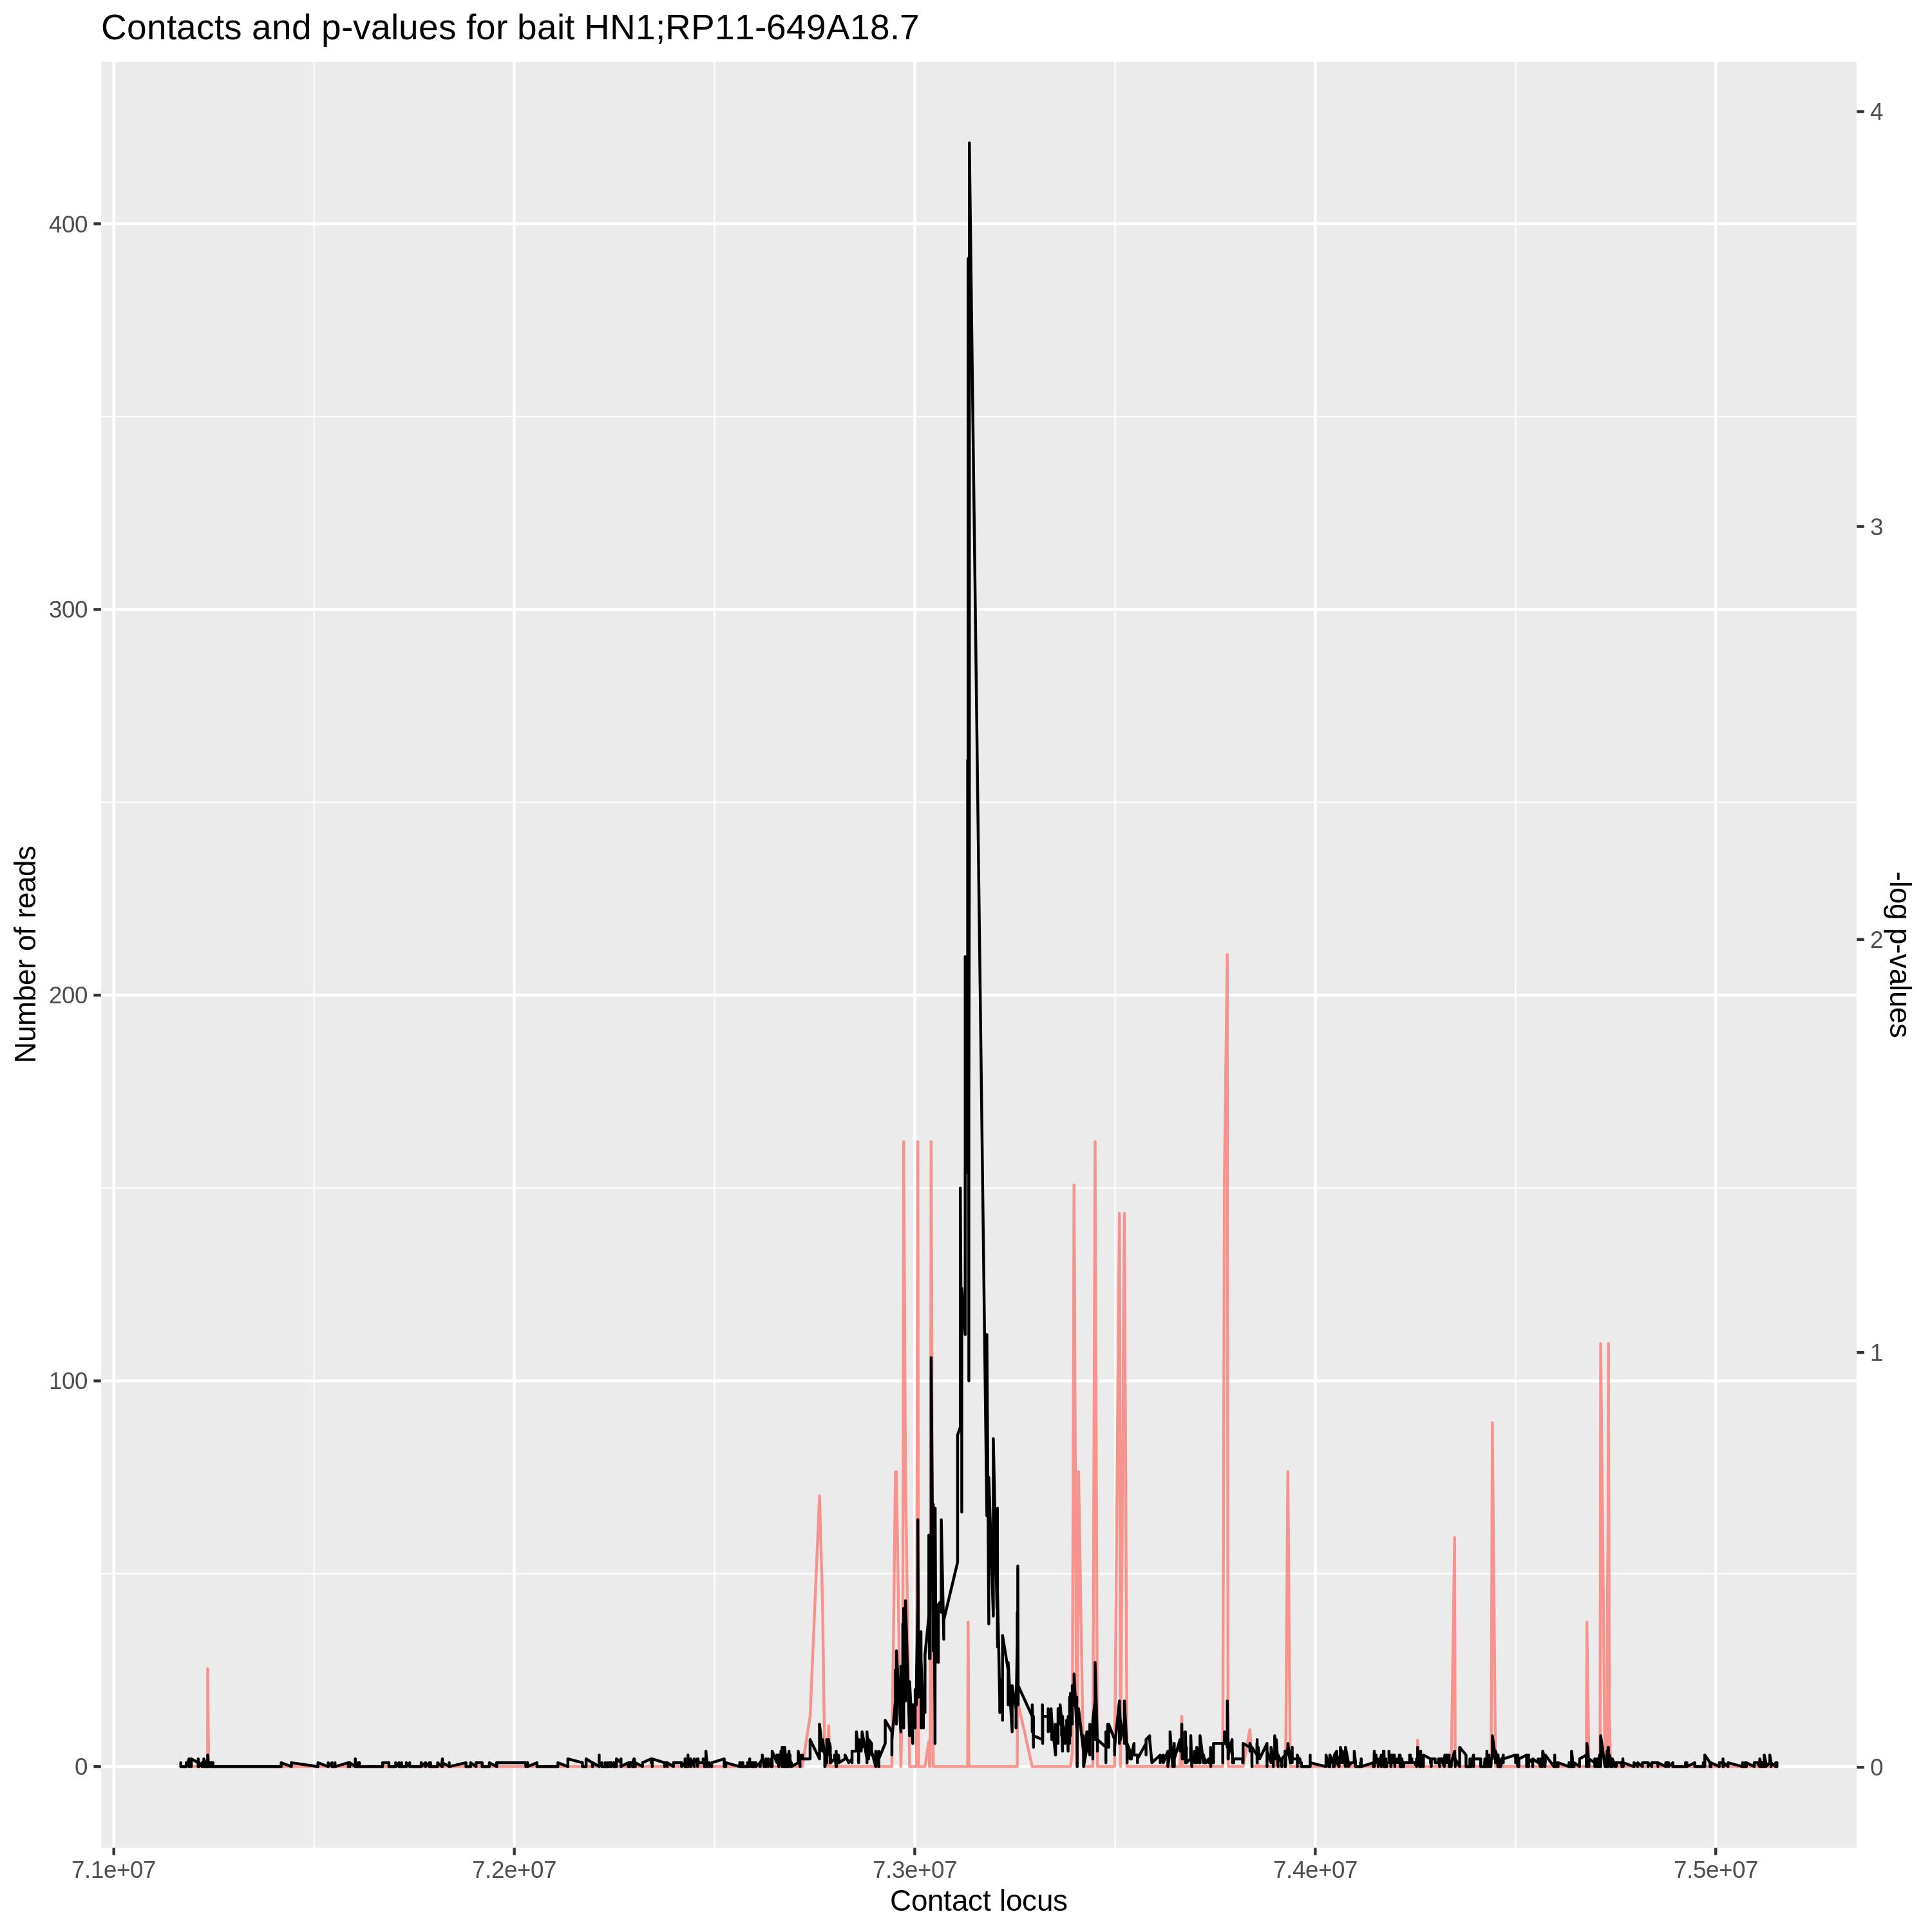 Contacts and p-values for bait HN1;RP11-649A18.7
Number of reads
400
300
200
100
0
-log p-values
4
3
2
1
0
7.1e+07 7.2e+07 7.3e+07 7.4e+07 7.5e+07
Contact locus